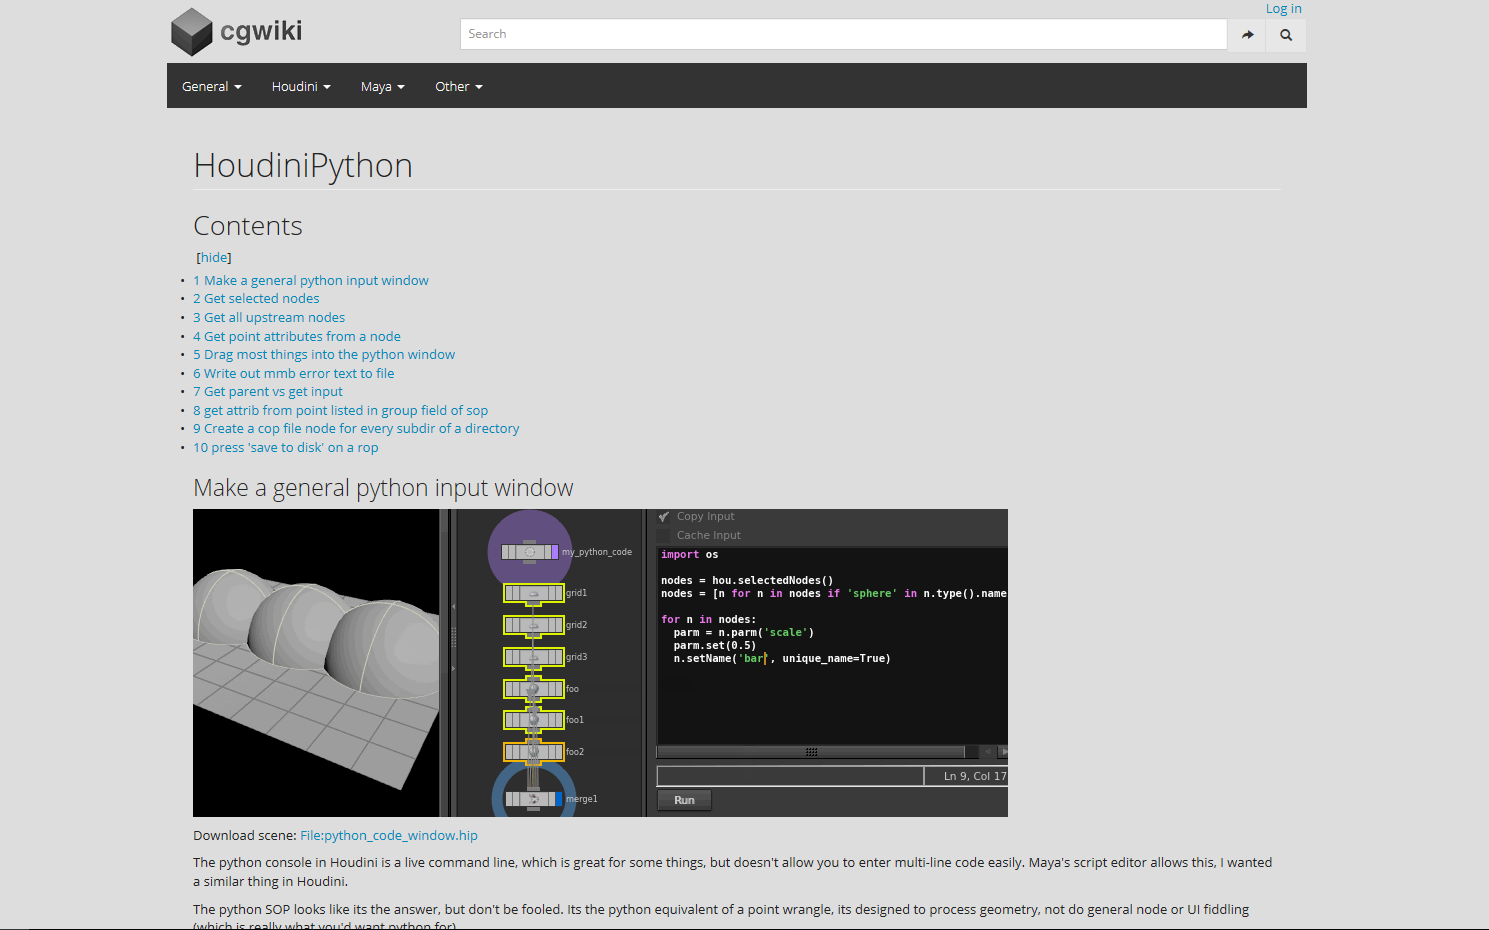 Log in
cgwiki
Search
General Houdini Maya Other
HoudiniPython
Contents
[hide]
1 Make a general python input window
2 Get selected nodes
3 Get all upstream nodes
4 Get point attributes from a node
5 Drag most things into the python window
6 Write out mmb error text to file
7 Get parent vs get input
8 get attrib from point listed in group field of sop
9 Create a cop file node for every subdir of a directory
10 press 'save to disk' on a rop
Make a general python input window
my_python_code
grid1
grid2
grid3
foo
foo1
foo2
merge1
Copy Input
Cache Input
import os
nodes = hou.selectedNodes()
nodes = [n for n in nodes if 'sphere' in n.type().name
for n in nodes:
parm = n.parm('scale')
parm.set(0.5)
n.setName('bar', unique_name=True)
Ln 9, Col 17
Run
Download scene: File:python_code_window.hip
The python console in Houdini is a live command line, which is great for some things, but doesn't allow you to enter multi-line code easily. Maya's script editor allows this, I wanted
a similar thing in Houdini.
The python SOP looks like its the answer, but don't be fooled. Its the python equivalent of a point wrangle, its designed to process geometry, not do general node or UI fiddling
(which is really what you'd want python for).